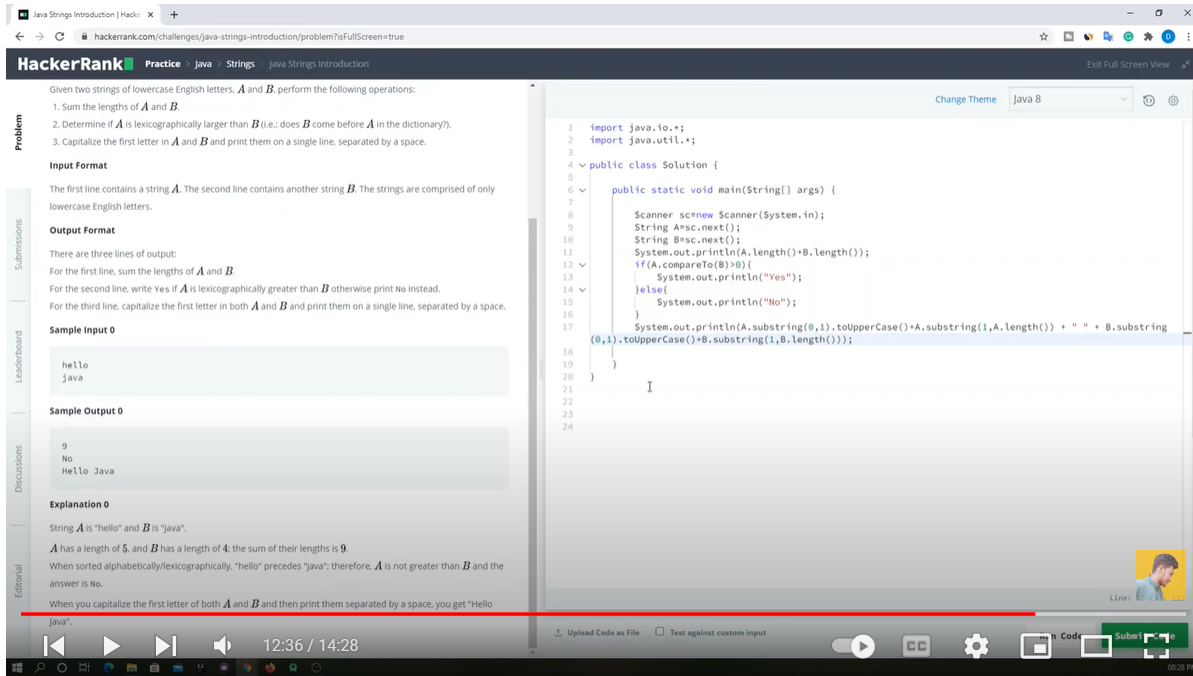 Java Strings Introduction | Hacke
hackerrank.com/challenges/java-strings-introduction/problem?isFullScreen=true
HackerRank Practice > Java > Strings > Java Strings Introduction Exit Full Screen View
Problem
Submissions
Leaderboard
Discussions
Editorial
Given two strings of lowercase English letters, A and B, perform the following operations:
1. Sum the lengths of A and B.
2. Determine if A is lexicographically larger than B (i.e.: does B come before A in the dictionary?).
3. Capitalize the first letter in A and B and print them on a single line, separated by a space.
Input Format
The first line contains a string A. The second line contains another string B. The strings are comprised of only
lowercase English letters.
Output Format
There are three lines of output:
For the first line, sum the lengths of A and B.
For the second line, write Yes if A is lexicographically greater than B otherwise print No instead.
For the third line, capitalize the first letter in both A and B and print them on a single line, separated by a space.
Sample Input 0
hello
java
Sample Output 0
9
No
Hello Java
Explanation 0
String A is "hello" and B is "java".
A has a length of 5, and B has a length of 4; the sum of their lengths is 9.
When sorted alphabetically/lexicographically, "hello" precedes "java"; therefore, A is not greater than B and the
answer is No.
When you capitalize the first letter of both A and B and then print them separated by a space, you get "Hello
Java".
Change Theme Java 8
1 import java.io.*;
2 import java.util.*;
3
4 public class Solution {
5
6 public static void main(String[] args) {
7
8 Scanner sc=new Scanner(System.in);
9 String A=sc.next();
10 String B=sc.next();
11 System.out.println(A.length()+B.length());
12 if(A.compareTo(B)>0){
13 System.out.println("Yes");
14 }else{
15 System.out.println("No");
16 }
17 System.out.println(A.substring(0,1).toUpperCase()+A.substring(1,A.length()) + " " + B.substring
(0,1).toUpperCase()+B.substring(1,B.length()));
18
19 }
20 }
21
22
23
24
Line:
Upload Code as File Test against custom input Run Code Submit Code
12:36 / 14:28
CC